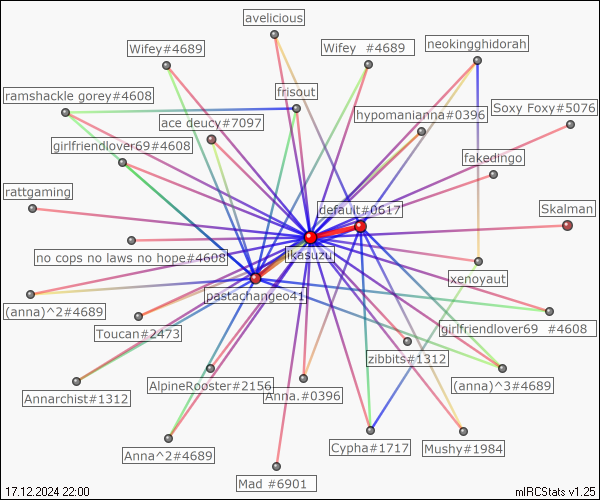 avelicious
Wifey#4689
Wifey  #4689
neokingghidorah
ramshackle gorey#4608
frisout
Soxy Foxy#5076
ace deucy#7097
hypomanianna#0396
girlfriendlover69#4608
fakedingo
rattgaming
default#0617
Skalman
no cops no laws no hope#4608
jikasuzu
xenoyaut
pastachangeo41
(anna)^2#4689
Toucan#2473
girlfriendlover69  #4608
zibbits#1312
Annarchist#1312
AlpineRooster#2156
Anna.#0396
(anna)^3#4689
Anna^2#4689
Cypha#1717
Mushy#1984
Mad #6901
17.12.2024 22:00
mIRCStats v1.25